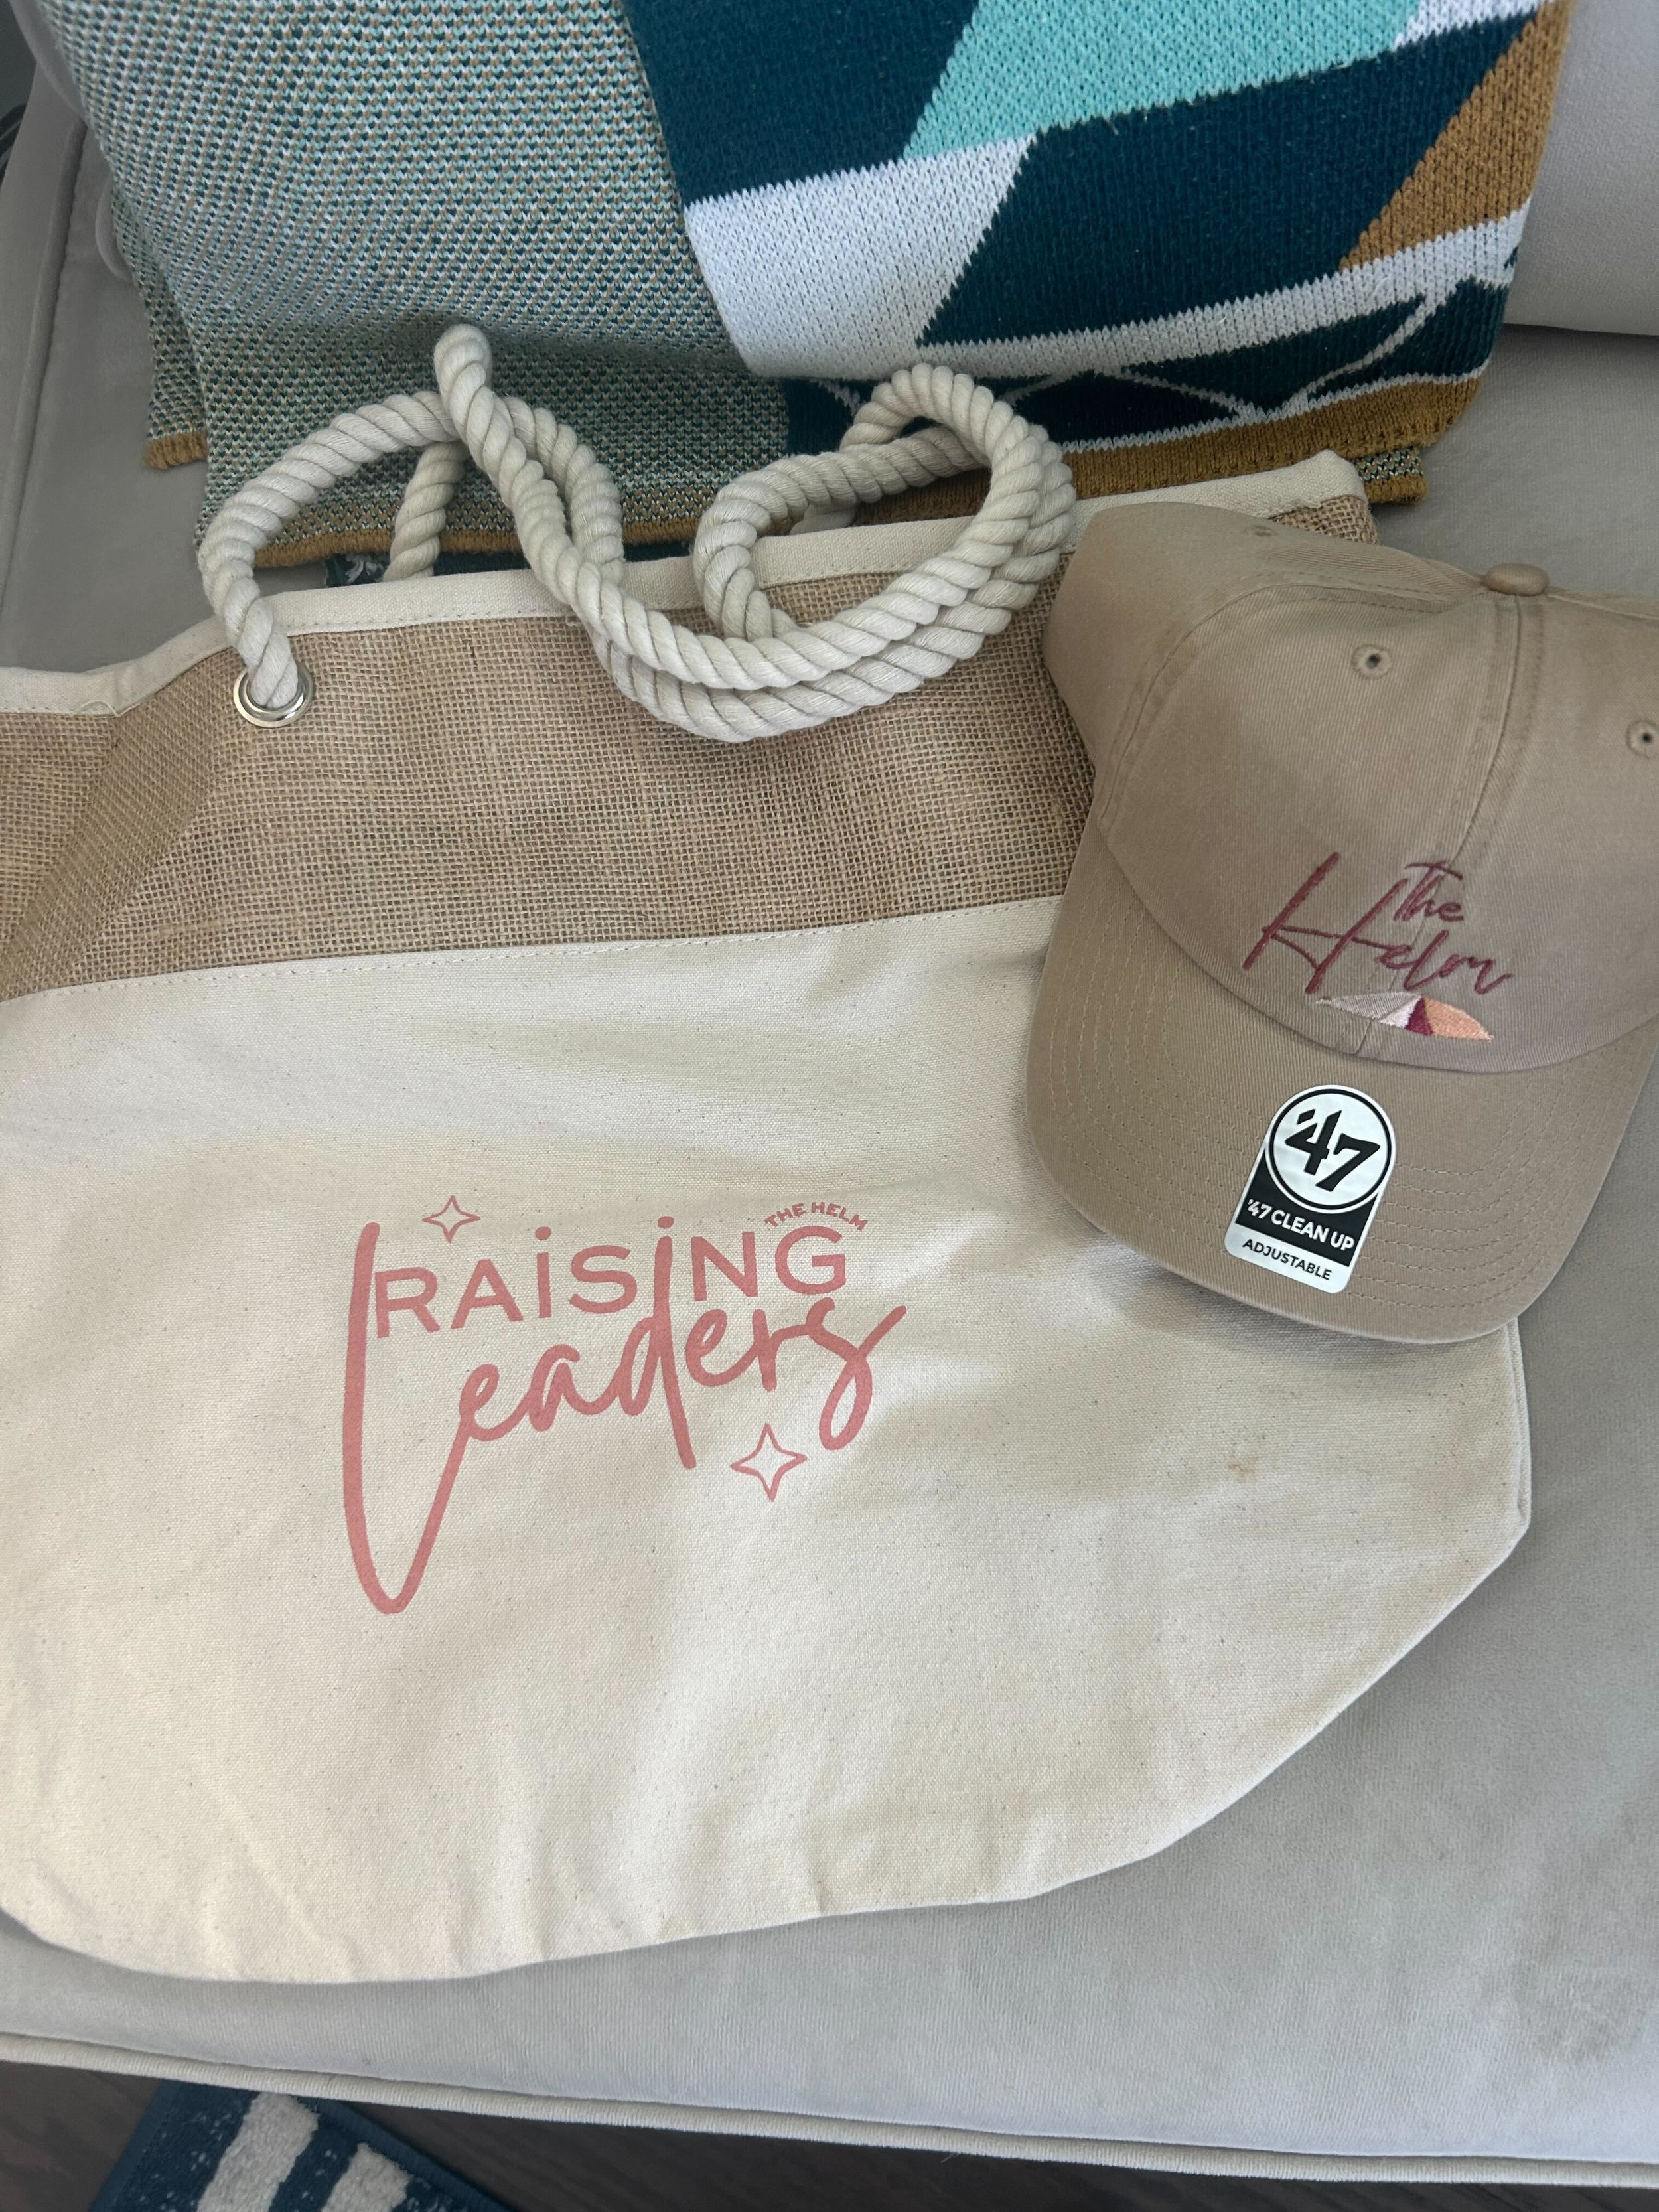 The
Helm
'47
'47 CLEAN UP
ADJUSTABLE
THE HELM
RAiSiNG
Leaders